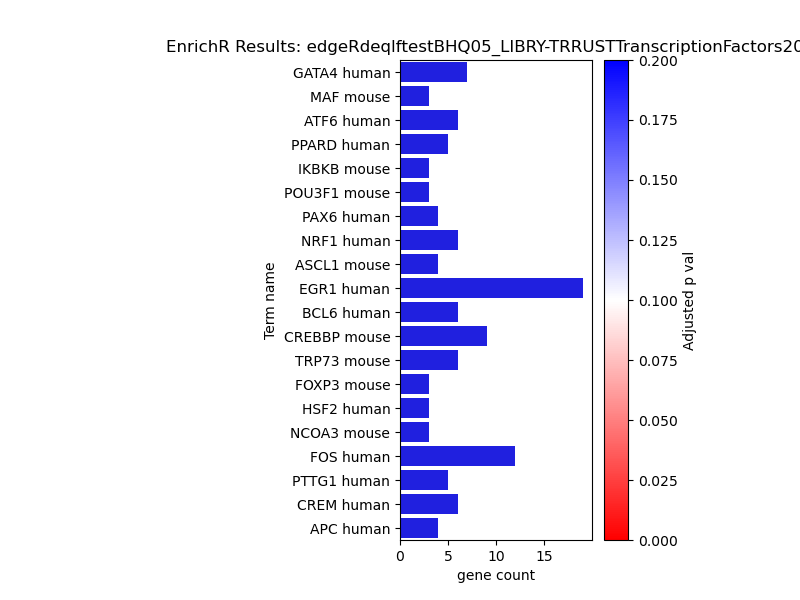 EnrichR Results: edgeRdeqlftestBHQ05_LIBRY-TRRUSTTranscriptionFactors20
GATA4 human
MAF mouse
ATF6 human
PPARD human
IKBKB mouse
POU3F1 mouse
PAX6 human
NRF1 human
ASCL1 mouse
EGR1 human
BCL6 human
CREBBP mouse
TRP73 mouse
FOXP3 mouse
HSF2 human
NCOA3 mouse
FOS human
PTTG1 human
CREM human
APC human
Term name
0 5 10 15
gene count
0.200
0.175
0.150
0.125
0.100
0.075
0.050
0.025
0.000
Adjusted p val